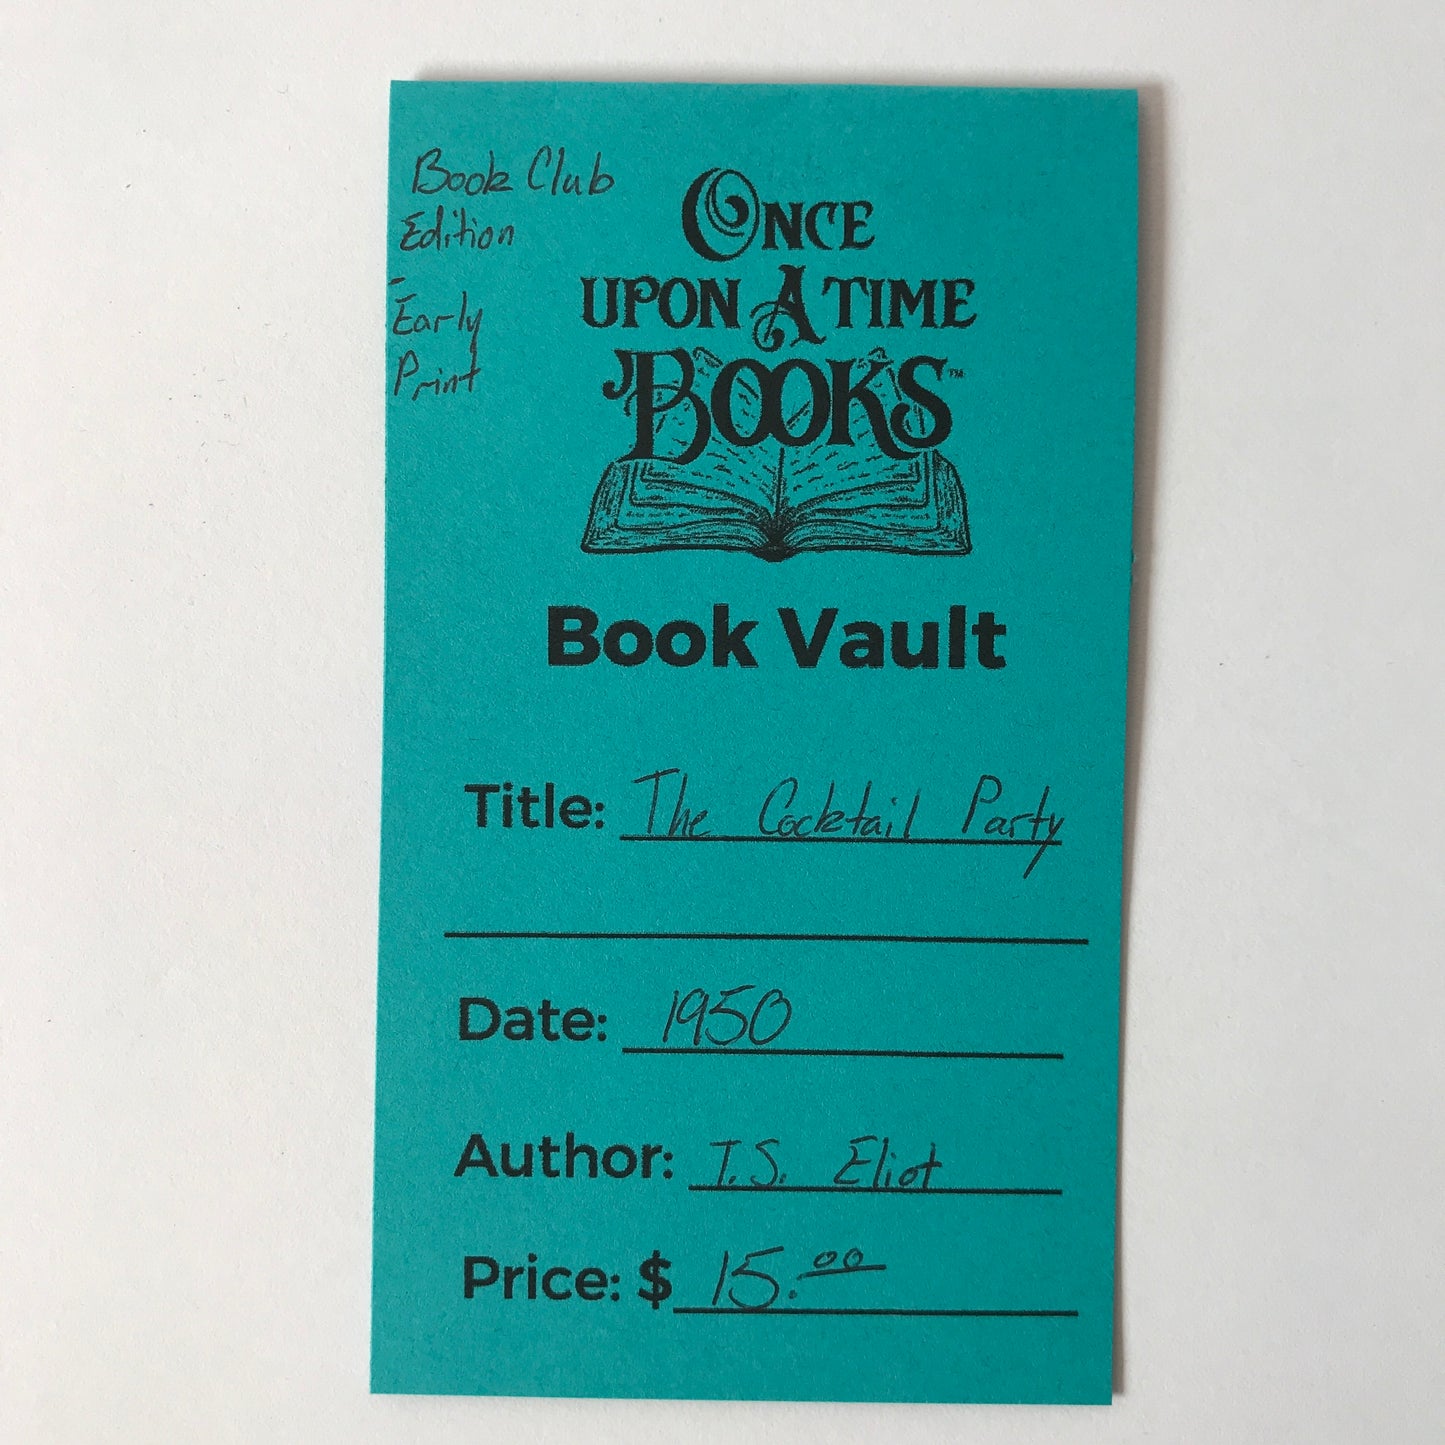 Book Club
Edition
-
Early
Print
ONCE
UPON A TIME
BOOKS™
Book Vault
Title: The Cocktail Party
Date: 1950
Author: T.S. Eliot
Price: $ 15.00